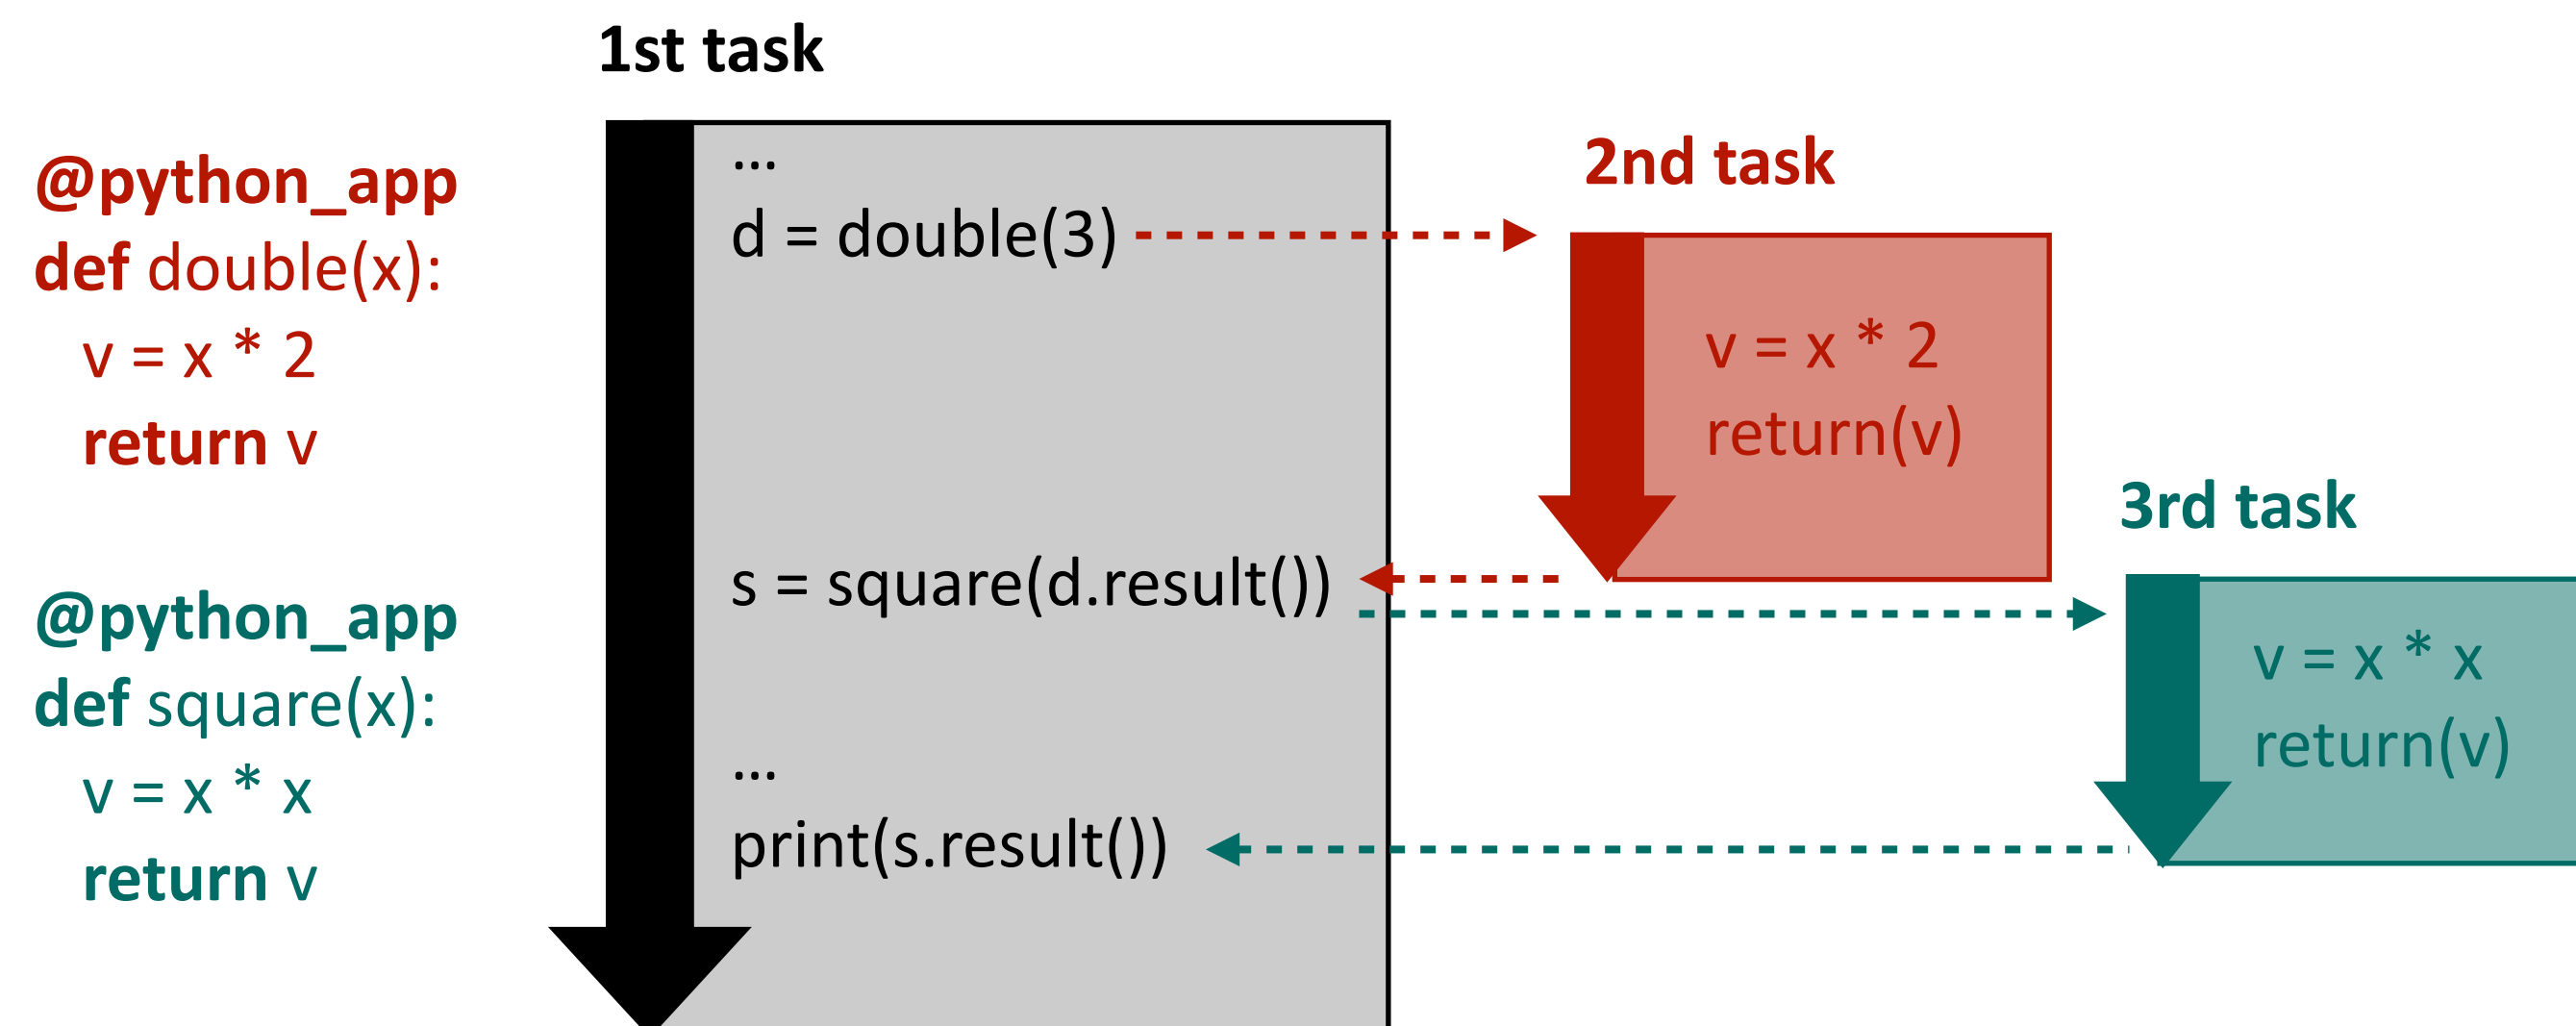 @python_app
def double(x):
v = x * 2
return v
@python_app
def square(x):
v = x * x
return v
1st task
...
d = double(3)
s = square(d.result())
...
print(s.result())
2nd task
v = x * 2
return(v)
3rd task
v = x * x
return(v)